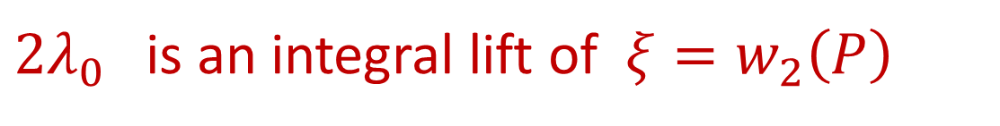 2λ₀ is an integral lift of ξ = w₂(P)